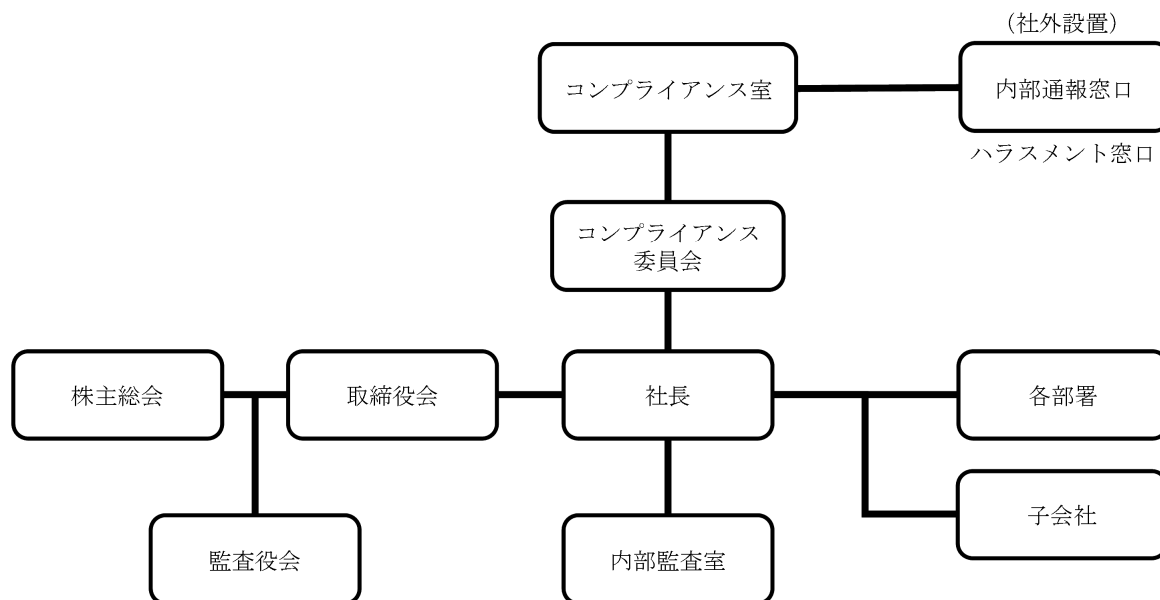 （社外設置）
コンプライアンス室
内部通報窓口
ハラスメント窓口
コンプライアンス
委員会
株主総会
取締役会
社長
各部署
子会社
監査役会
内部監査室